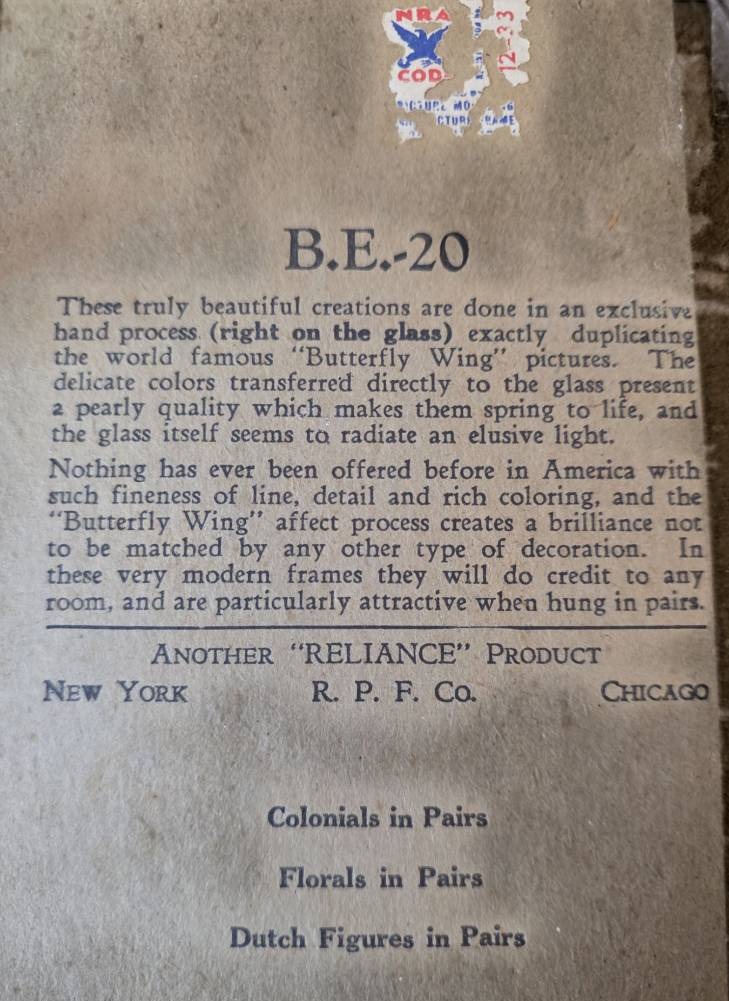 NRA
COD
12-33
B.E.-20
These truly beautiful creations are done in an exclusive
hand process (right on the glass) exactly duplicating
the world famous "Butterfly Wing" pictures. The
delicate colors transferred directly to the glass present
a pearly quality which makes them spring to life, and
the glass itself seems to radiate an elusive light.
Nothing has ever been offered before in America with
such fineness of line, detail and rich coloring, and the
"Butterfly Wing" affect process creates a brilliance not
to be matched by any other type of decoration. In
these very modern frames they will do credit to any
room, and are particularly attractive when hung in pairs.
ANOTHER "RELIANCE" PRODUCT
NEW YORK R. P. F. Co. CHICAGO
Colonials in Pairs
Florals in Pairs
Dutch Figures in Pairs